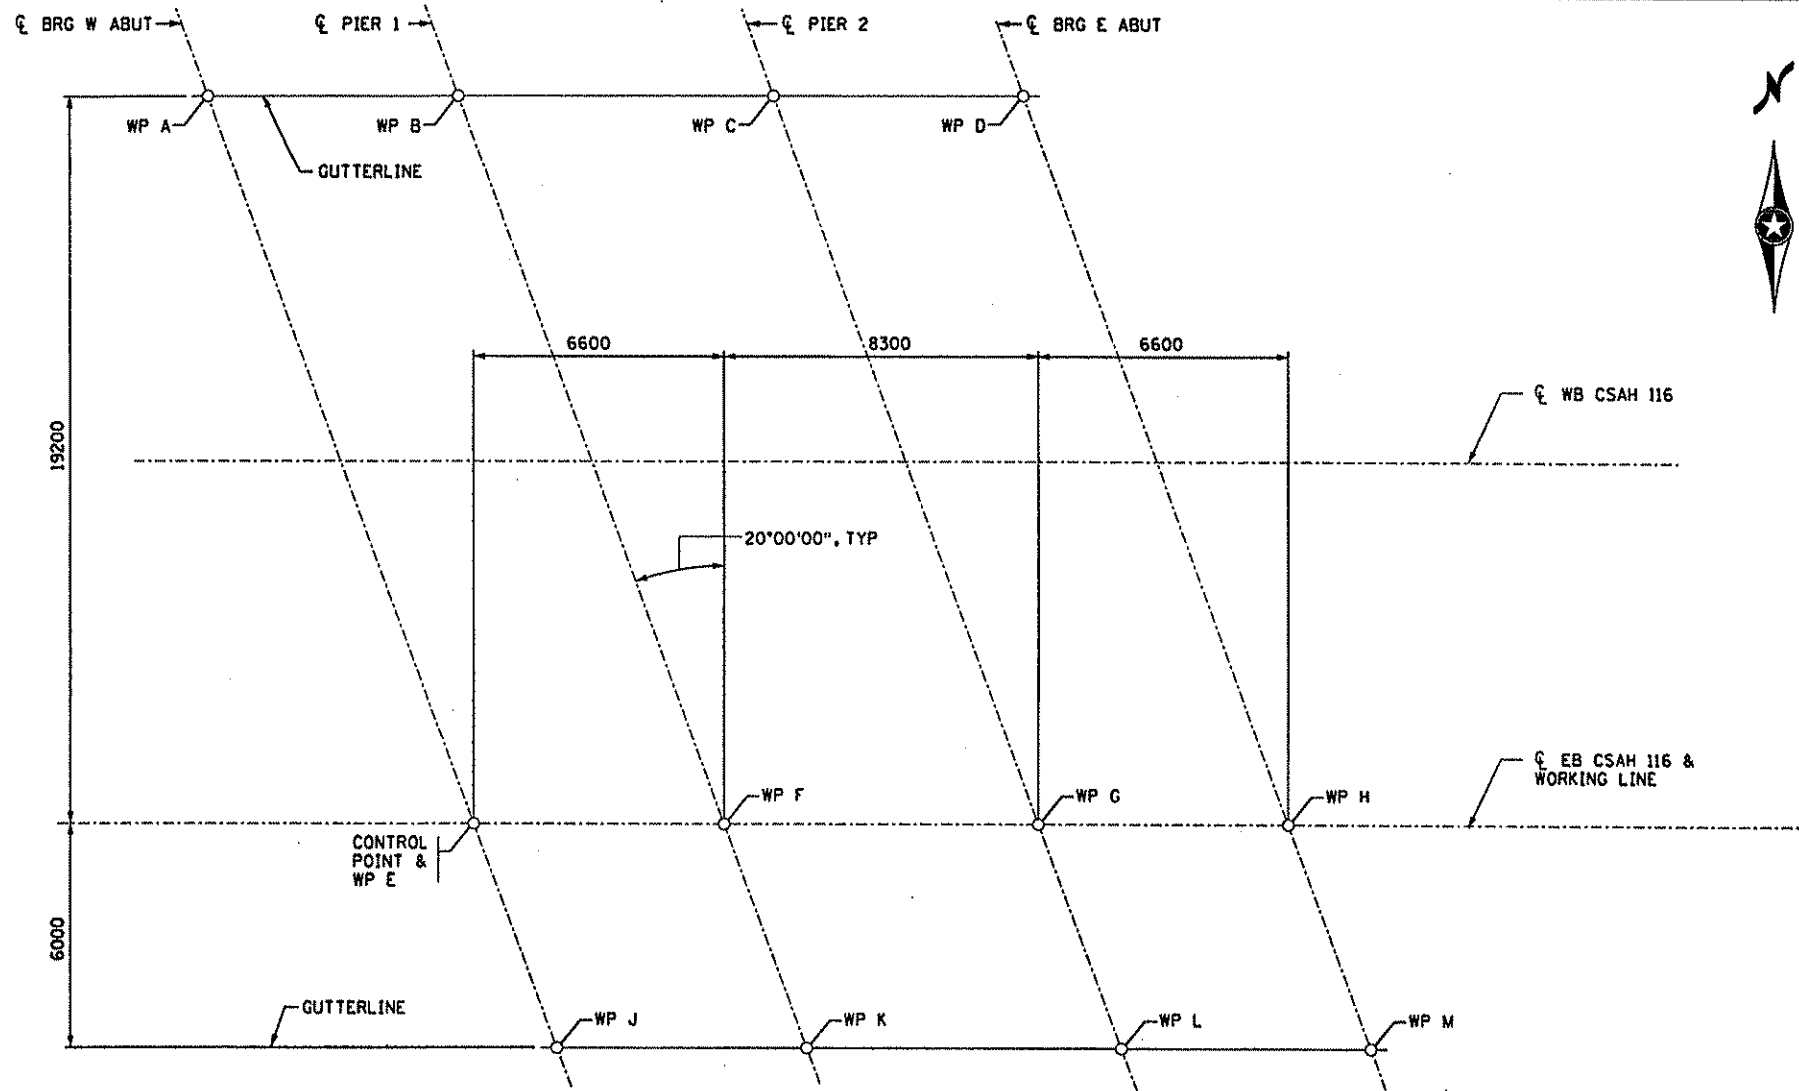 ℄ BRG W ABUT
℄ PIER 1
℄ PIER 2
℄ BRG E ABUT
N
WP A
WP B
WP C
WP D
GUTTERLINE
6600
8300
6600
℄ WB CSAH 116
19200
20°00'00", TYP
℄ EB CSAH 116 &
WORKING LINE
WP F
WP G
WP H
CONTROL
POINT &
WP E
6000
GUTTERLINE
WP J
WP K
WP L
WP M